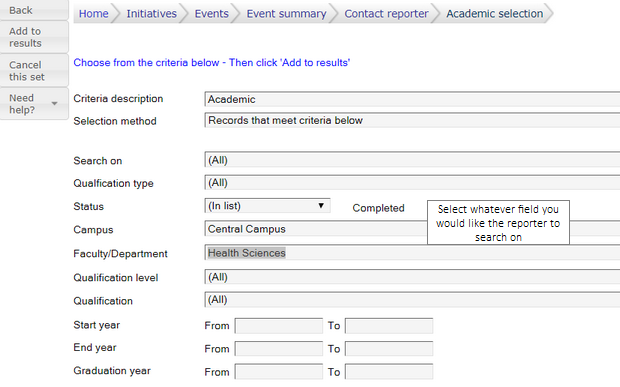 Back
Add to
results
Cancel
this set
Need
help?
Home Initiatives Events Event summary Contact reporter Academic selection
Choose from the criteria below - Then click 'Add to results'
Criteria description Academic
Selection method Records that meet criteria below
Search on (All)
Qualfication type (All)
Status (In list) Completed
Select whatever field you
would like the reporter to
search on
Campus Central Campus
Faculty/Department Health Sciences
Qualification level (All)
Qualification (All)
Start year From To
End year From To
Graduation year From To